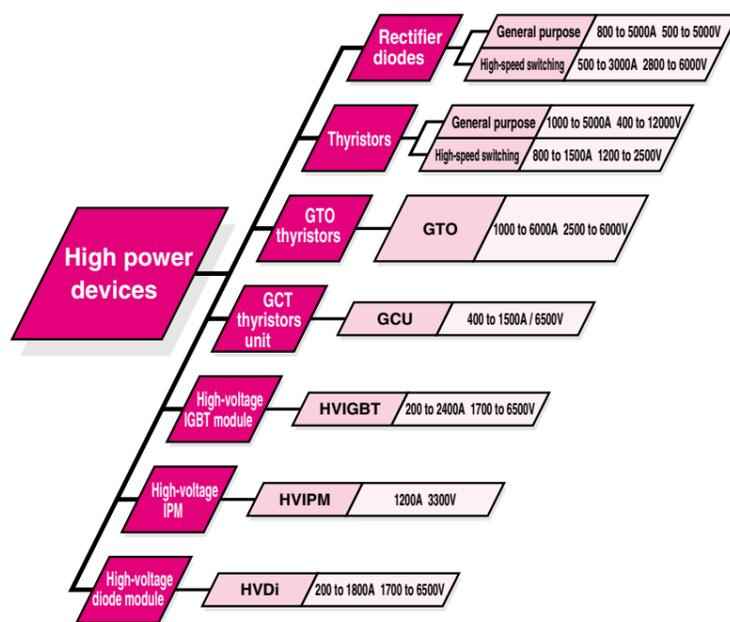 High power
devices
Rectifier
diodes
General purpose 800 to 5000A 500 to 5000V
High-speed switching 500 to 3000A 2800 to 6000V
Thyristors
General purpose 1000 to 5000A 400 to 12000V
High-speed switching 800 to 1500A 1200 to 2500V
GTO
thyristors
GTO 1000 to 6000A 2500 to 6000V
GCT
thyristors
unit
GCU 400 to 1500A / 6500V
High-voltage
IGBT module
HVIGBT 200 to 2400A 1700 to 6500V
High-voltage
IPM
HVIPM 1200A 3300V
High-voltage
diode module
HVDi 200 to 1800A 1700 to 6500V